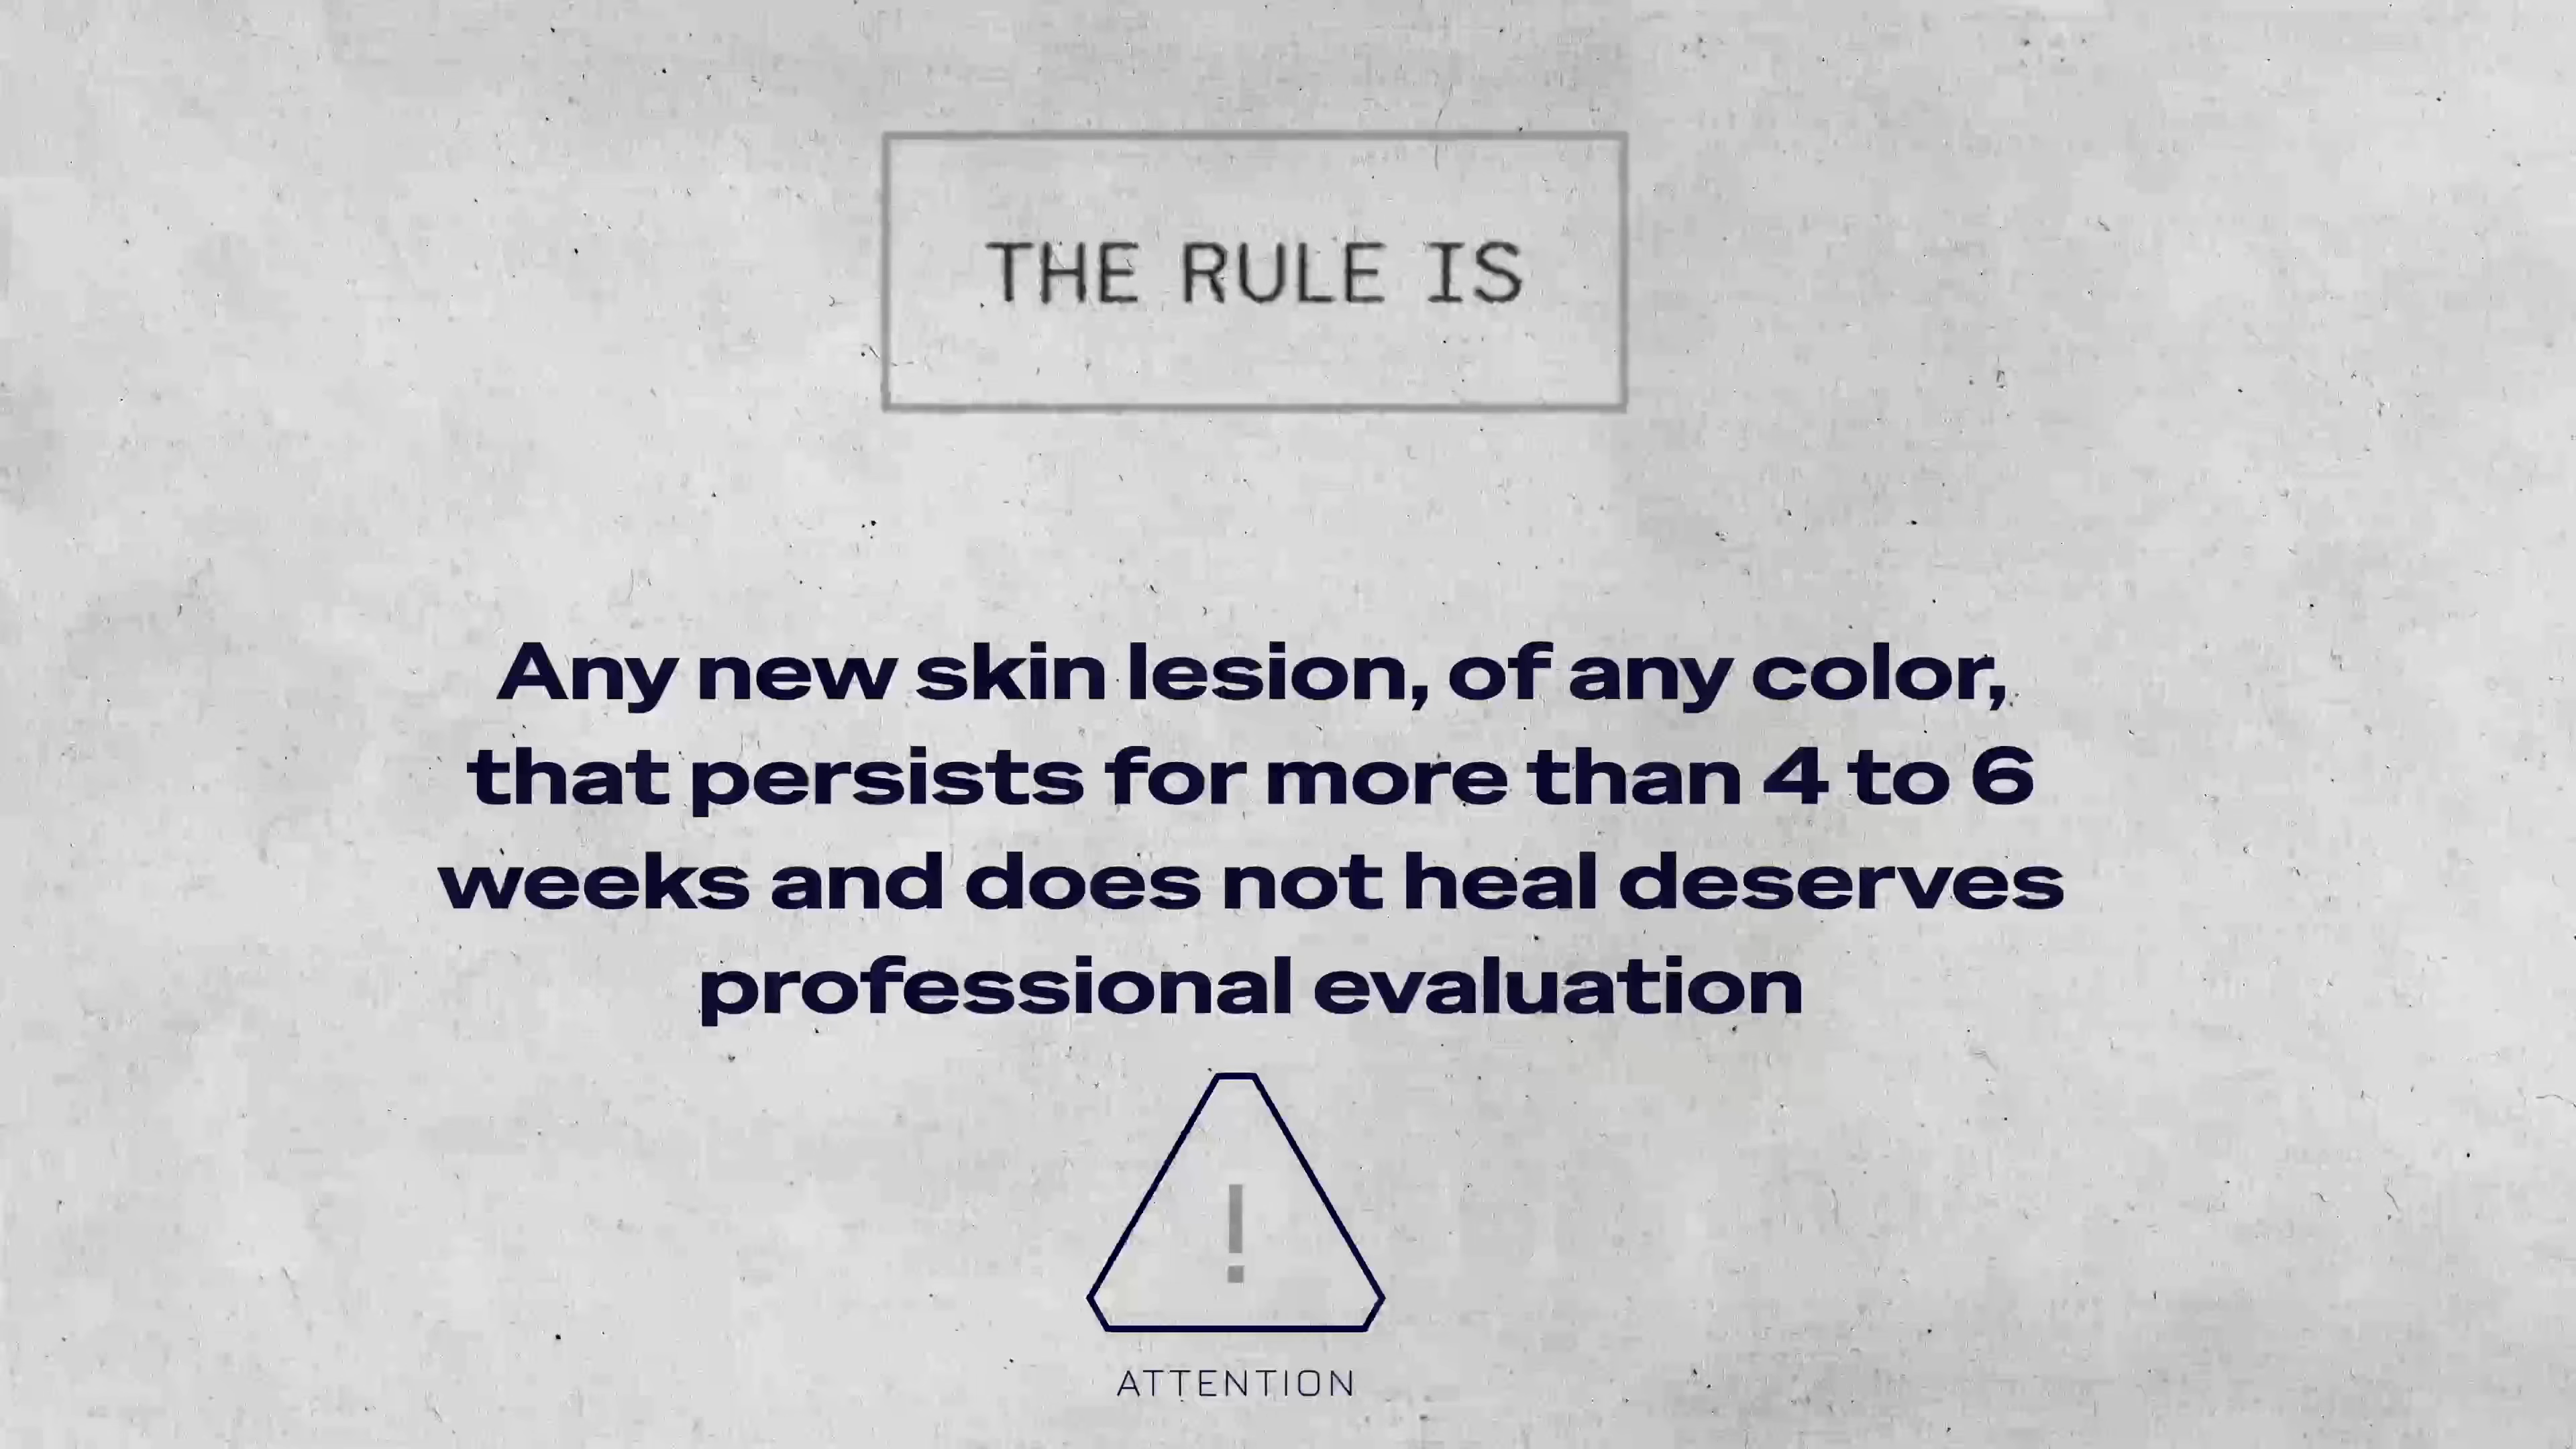 THE RULE IS
Any new skin lesion, of any color,
that persists for more than 4 to 6
weeks and does not heal deserves
professional evaluation
!
ATTENTION